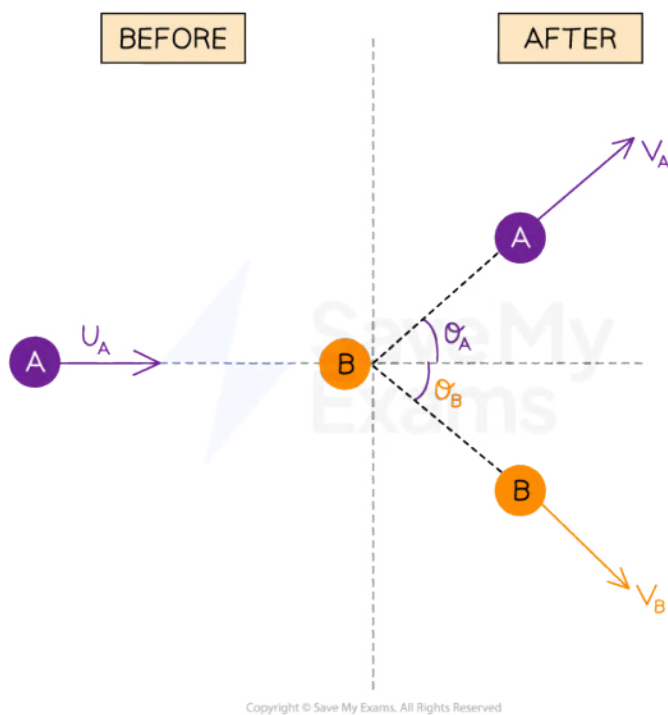 BEFORE
AFTER
V_A
A
A
U_A
B
θ_A
θ_B
B
V_B
Save My
Exams
Copyright © Save My Exams. All Rights Reserved